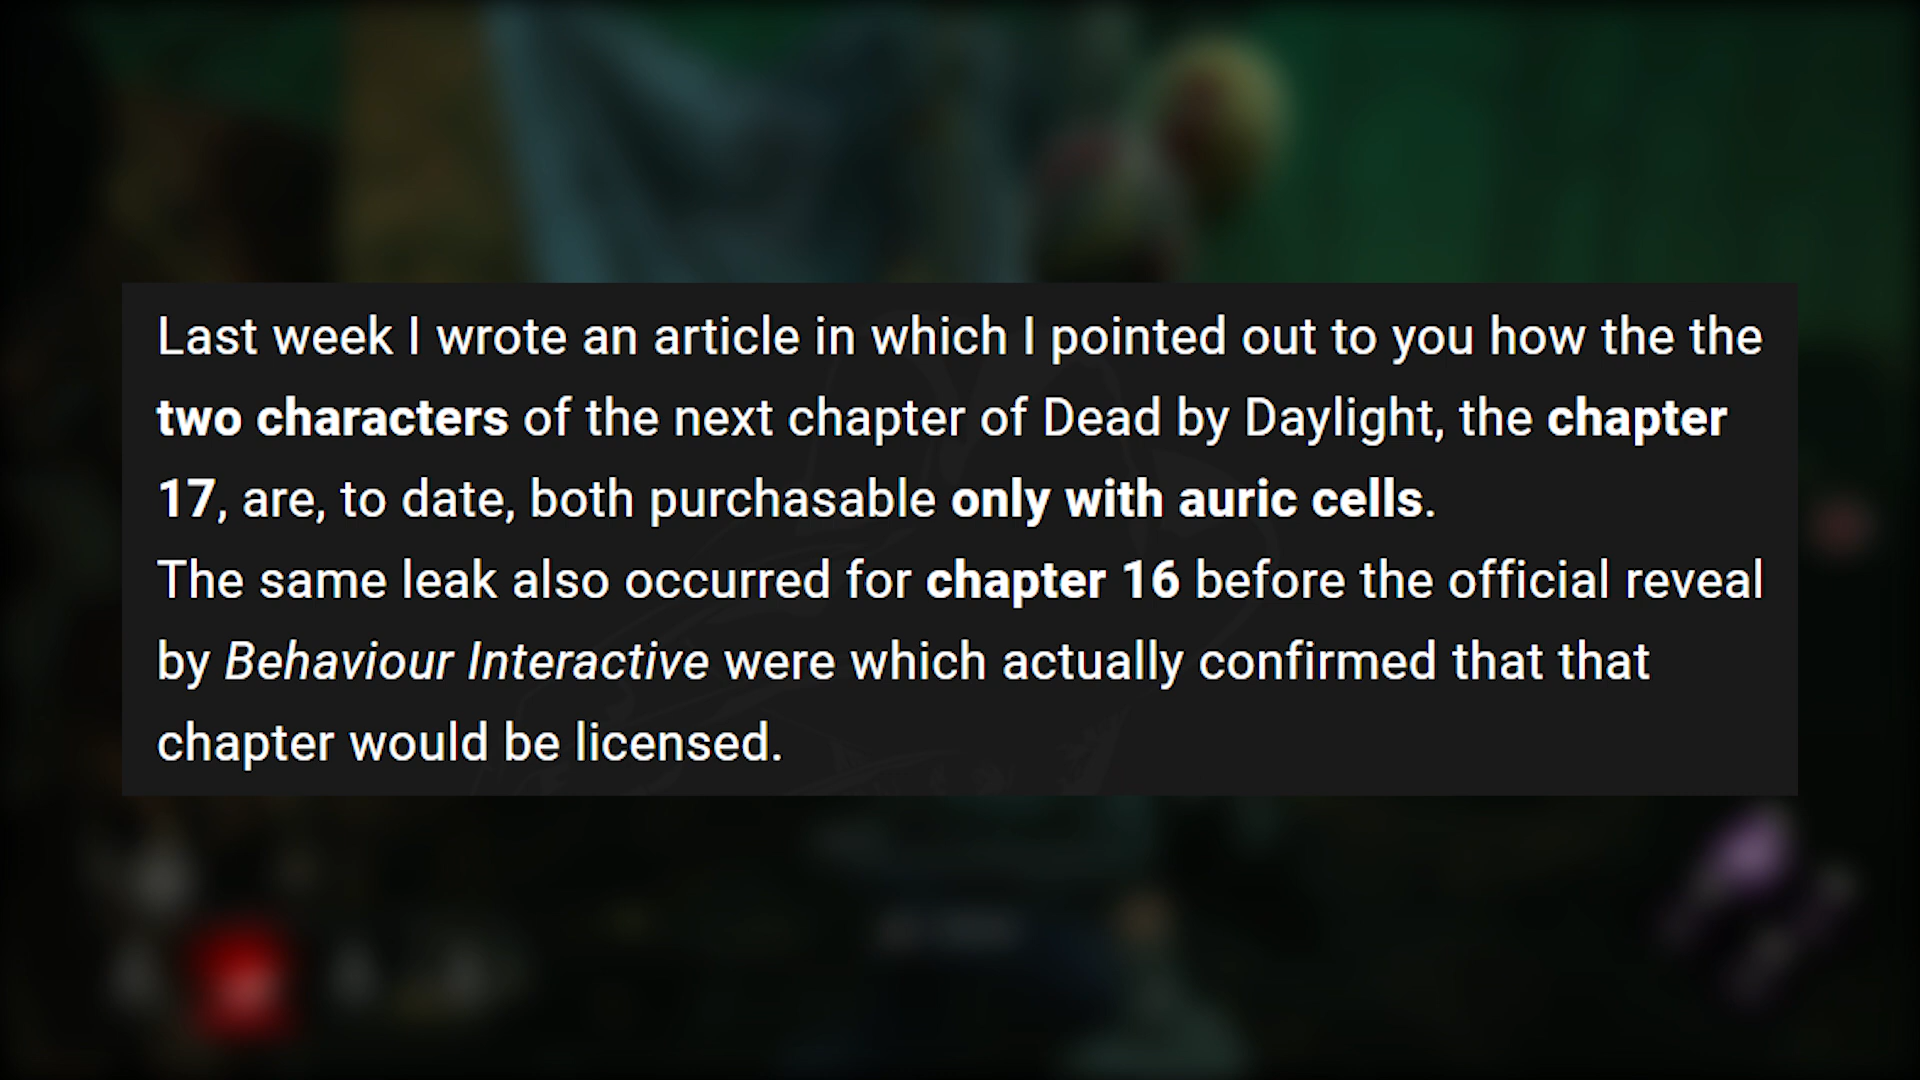 Last week I wrote an article in which I pointed out to you how the the
two characters of the next chapter of Dead by Daylight, the chapter
17, are, to date, both purchasable only with auric cells.
The same leak also occurred for chapter 16 before the official reveal
by Behaviour Interactive were which actually confirmed that that
chapter would be licensed.